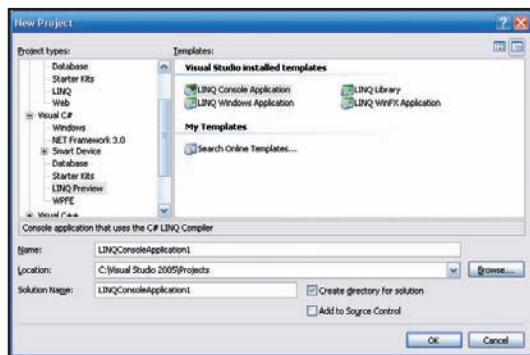 New Project
Project types:
Templates:
Database
Starter Kits
LINQ
Web
Visual C#
Windows
.NET Framework 3.0
Smart Device
Database
Starter Kits
LINQ Preview
WPFE
Visual C++
Visual Studio installed templates
LINQ Console Application
LINQ Library
LINQ Windows Application
LINQ WinFX Application
My Templates
Search Online Templates...
Console application that uses the C# LINQ Compiler
Name:
LINQConsoleApplication1
Location:
C:\Visual Studio 2005\Projects
Browse...
Solution Name:
LINQConsoleApplication1
Create directory for solution
Add to Source Control
OK
Cancel